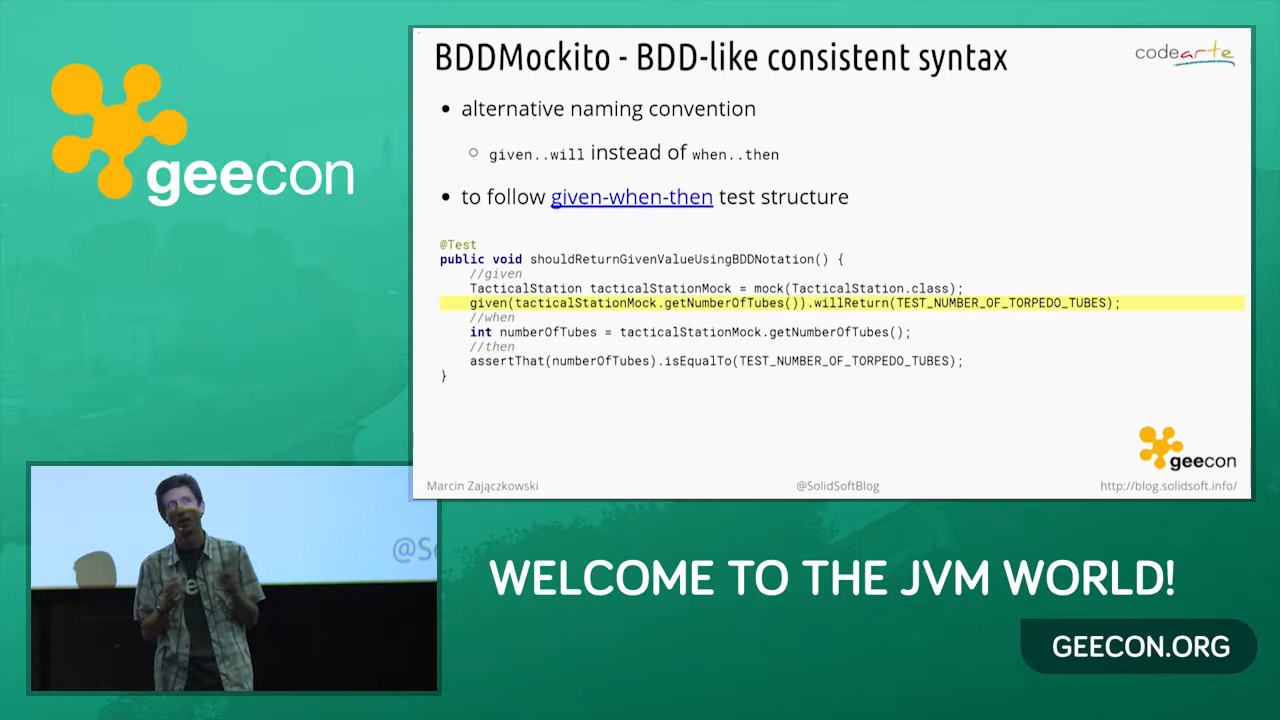 geecon
BDDMockito - BDD-like consistent syntax
codearte
alternative naming convention
given..will instead of when..then
to follow given-when-then test structure
@Test
public void shouldReturnGivenValueUsingBDDNotation() {
//given
TacticalStation tacticalStationMock = mock(TacticalStation.class);
given(tacticalStationMock.getNumberOfTubes()).willReturn(TEST_NUMBER_OF_TORPEDO_TUBES);
//when
int numberOfTubes = tacticalStationMock.getNumberOfTubes();
//then
assertThat(numberOfTubes).isEqualTo(TEST_NUMBER_OF_TORPEDO_TUBES);
}
geecon
Marcin Zajączkowski @SolidSoftBlog http://blog.solidsoft.info/
@So
WELCOME TO THE JVM WORLD!
GEECON.ORG